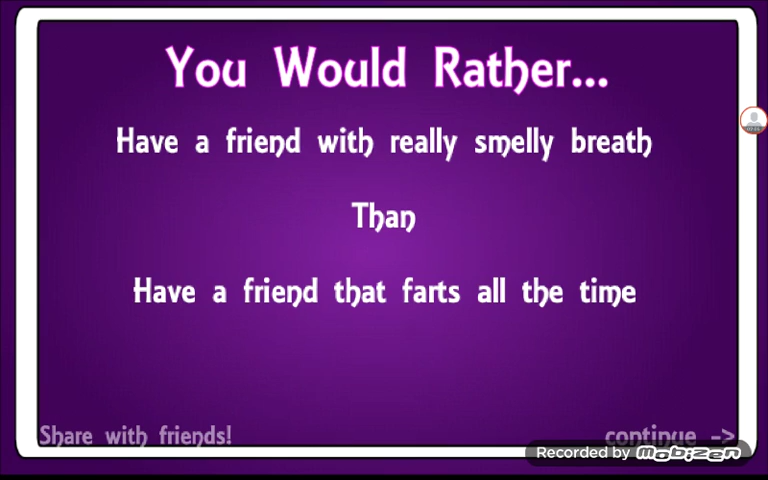 You Would Rather...
Have a friend with really smelly breath
Than
Have a friend that farts all the time
Share with friends!
continue ->
Recorded by Mobizen